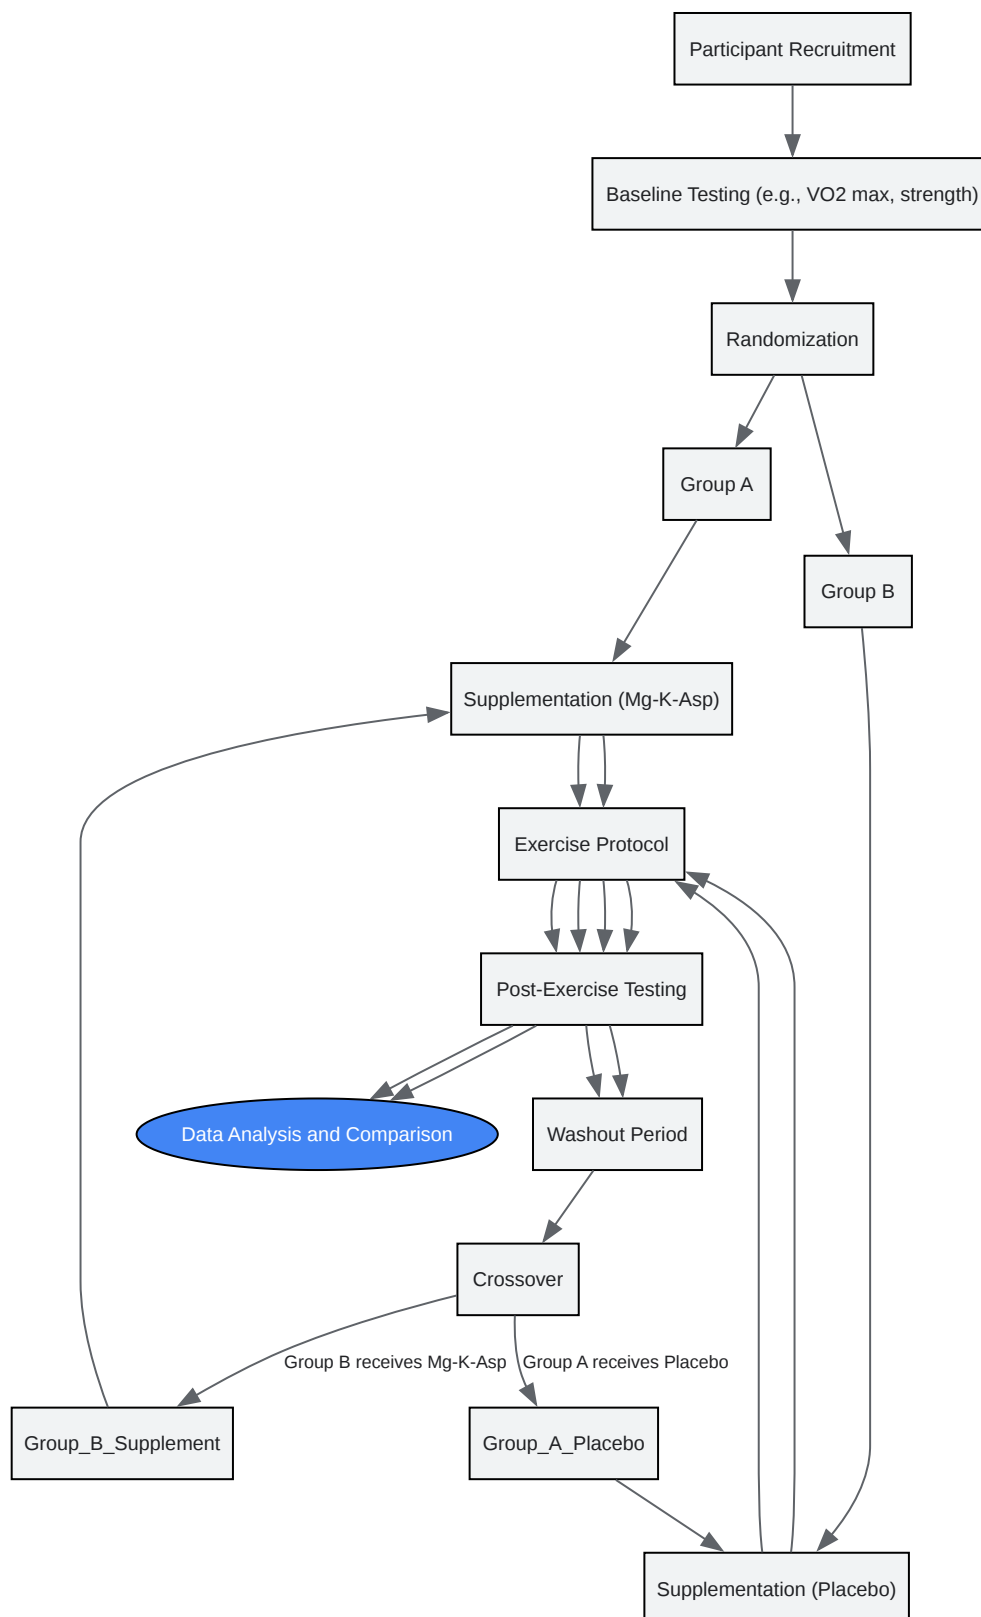 Participant Recruitment
Baseline Testing (e.g., VO2 max, strength)
Randomization
Group A
Group B
Supplementation (Mg-K-Asp)
Exercise Protocol
Post-Exercise Testing
Data Analysis and Comparison
Washout Period
Crossover
Group B receives Mg-K-Asp
Group A receives Placebo
Group_B_Supplement
Group_A_Placebo
Supplementation (Placebo)